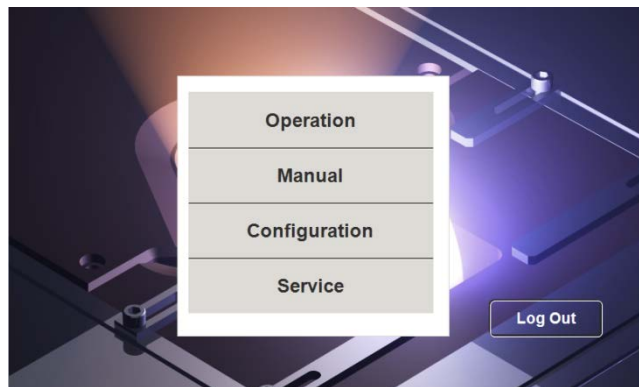 Operation
Manual
Configuration
Service
Log Out